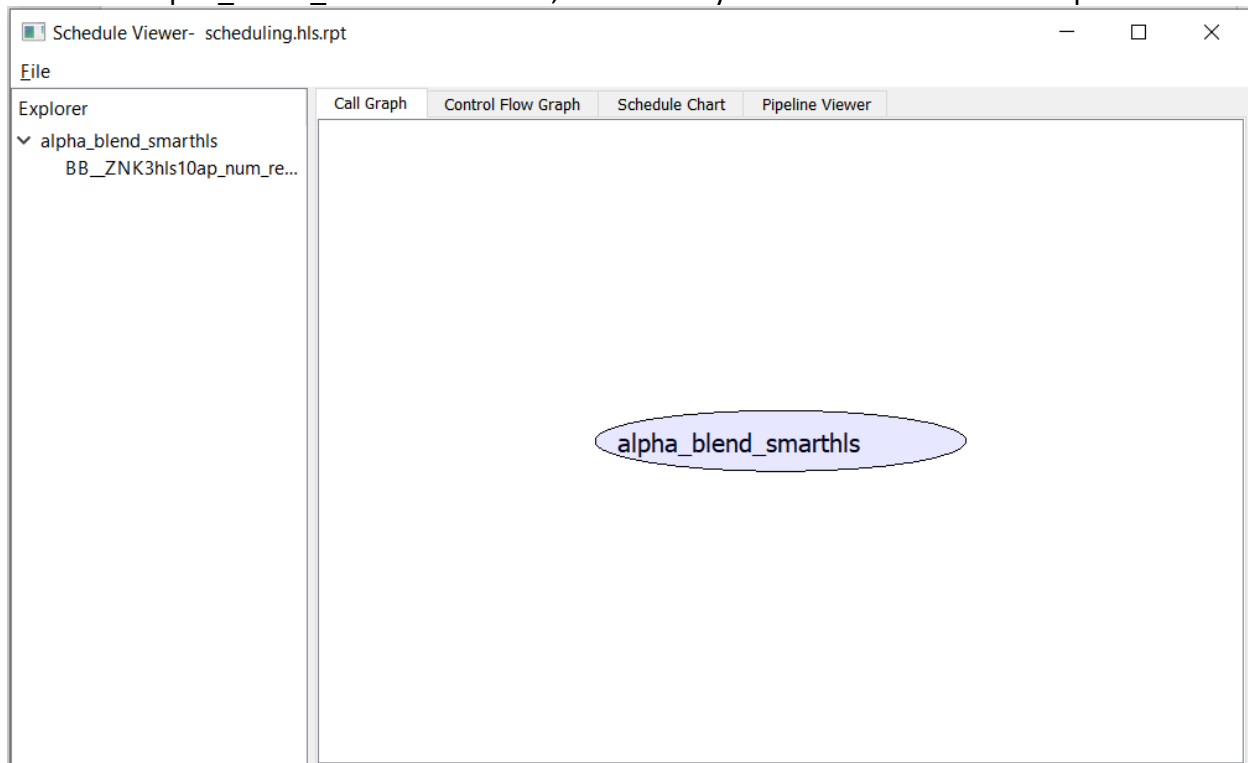 Schedule Viewer- scheduling.hls.rpt
File
Explorer
alpha_blend_smarthls
BB__ZNK3hls10ap_num_re...
Call Graph Control Flow Graph Schedule Chart Pipeline Viewer
alpha_blend_smarthls